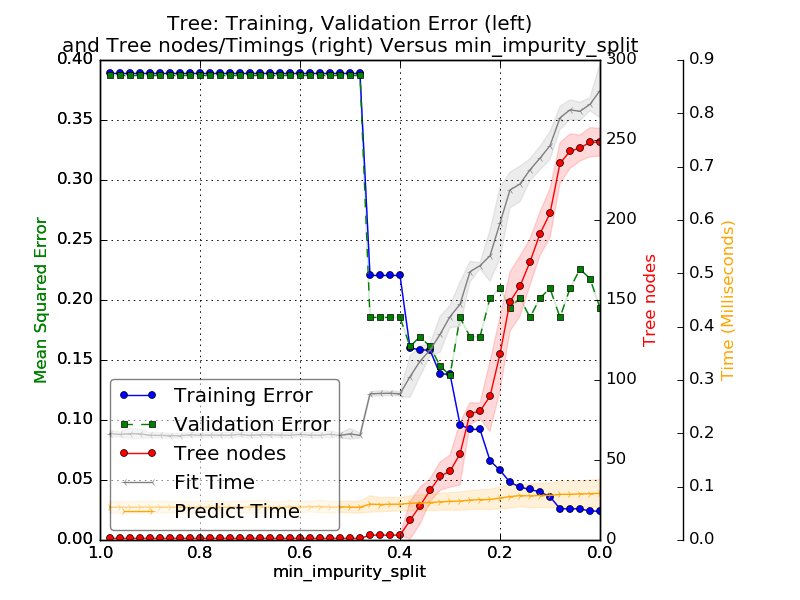 Tree: Training, Validation Error (left)
and Tree nodes/Timings (right) Versus min_impurity_split
Mean Squared Error
0.40
0.35
0.30
0.25
0.20
0.15
0.10
0.05
0.00
1.0
0.8
0.6
0.4
0.2
0.0
min_impurity_split
Training Error
Validation Error
Tree nodes
Fit Time
Predict Time
300
250
200
150
100
50
0
Tree nodes
0.9
0.8
0.7
0.6
0.5
0.4
0.3
0.2
0.1
0.0
Time (Milliseconds)